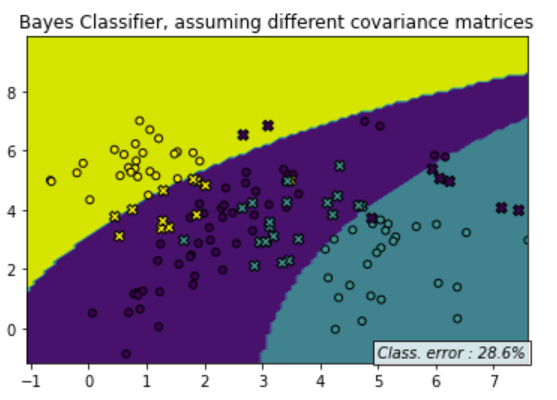 Bayes Classifier, assuming different covariance matrices
8
6
4
2
0
Class. error : 28.6%
−1 0 1 2 3 4 5 6 7